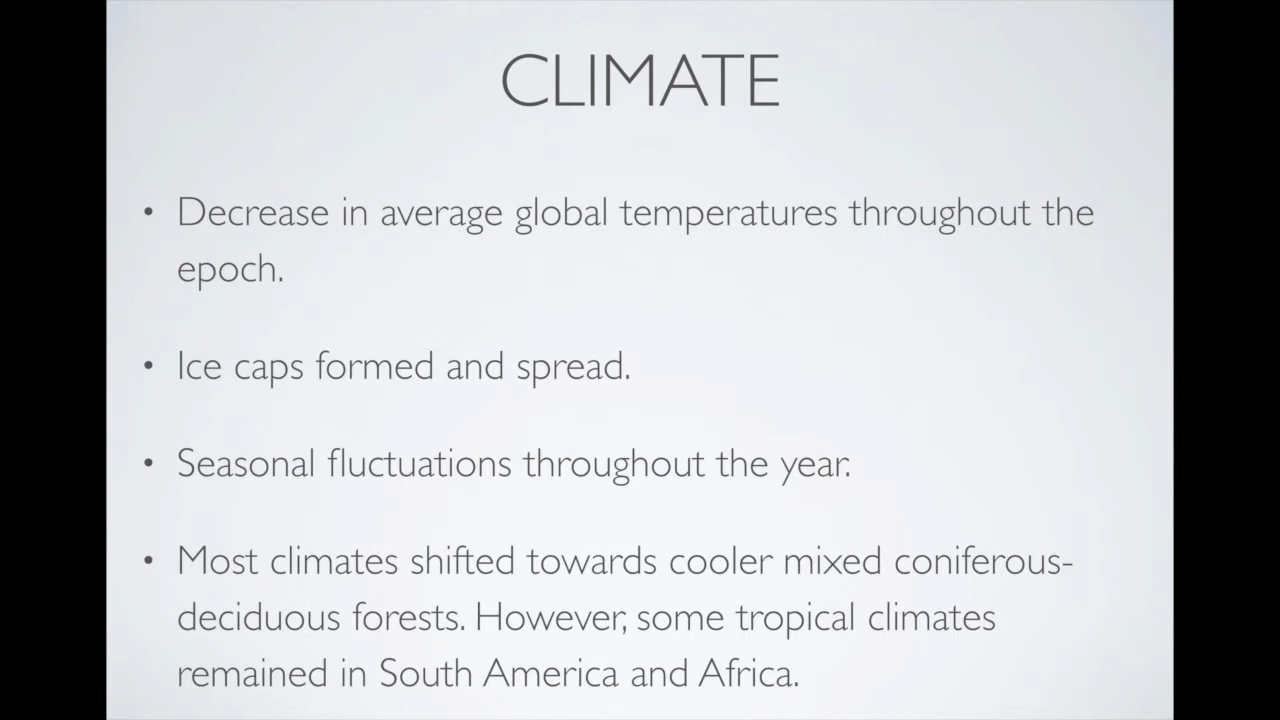 CLIMATE
• Decrease in average global temperatures throughout the
epoch.
• Ice caps formed and spread.
• Seasonal fluctuations throughout the year.
• Most climates shifted towards cooler mixed coniferous-
deciduous forests. However, some tropical climates
remained in South America and Africa.